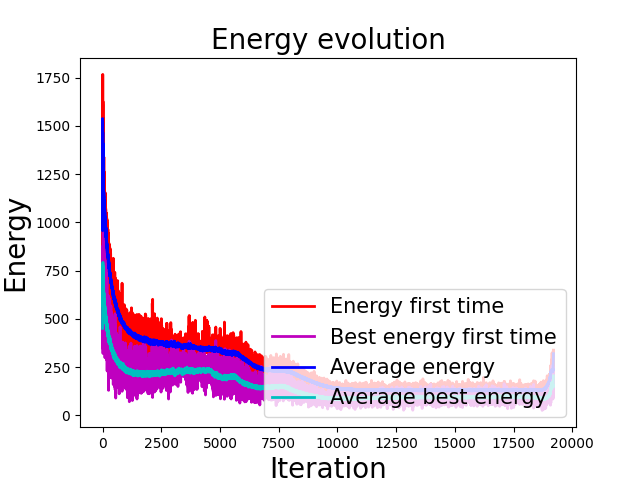 Energy evolution
Energy
1750
1500
1250
1000
750
500
250
0
Energy first time
Best energy first time
Average energy
Average best energy
0 2500 5000 7500 10000 12500 15000 17500 20000
Iteration